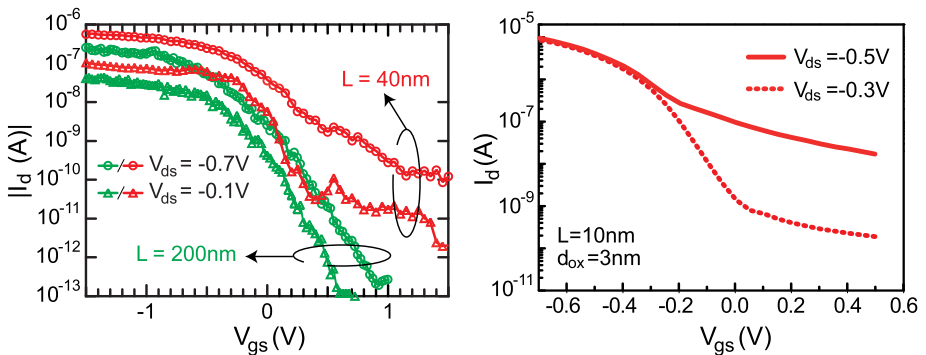 10^-6
10^-7
10^-8
10^-9
10^-10
10^-11
10^-12
10^-13
|I_d (A)|
L = 40nm
V_ds = -0.7V
V_ds = -0.1V
L = 200nm
-1 0 1
V_gs (V)
10^-5
10^-7
10^-9
10^-11
I_d (A)
V_ds =-0.5V
V_ds =-0.3V
L=10nm
d_ox=3nm
-0.6 -0.4 -0.2 0.0 0.2 0.4 0.6
V_gs (V)